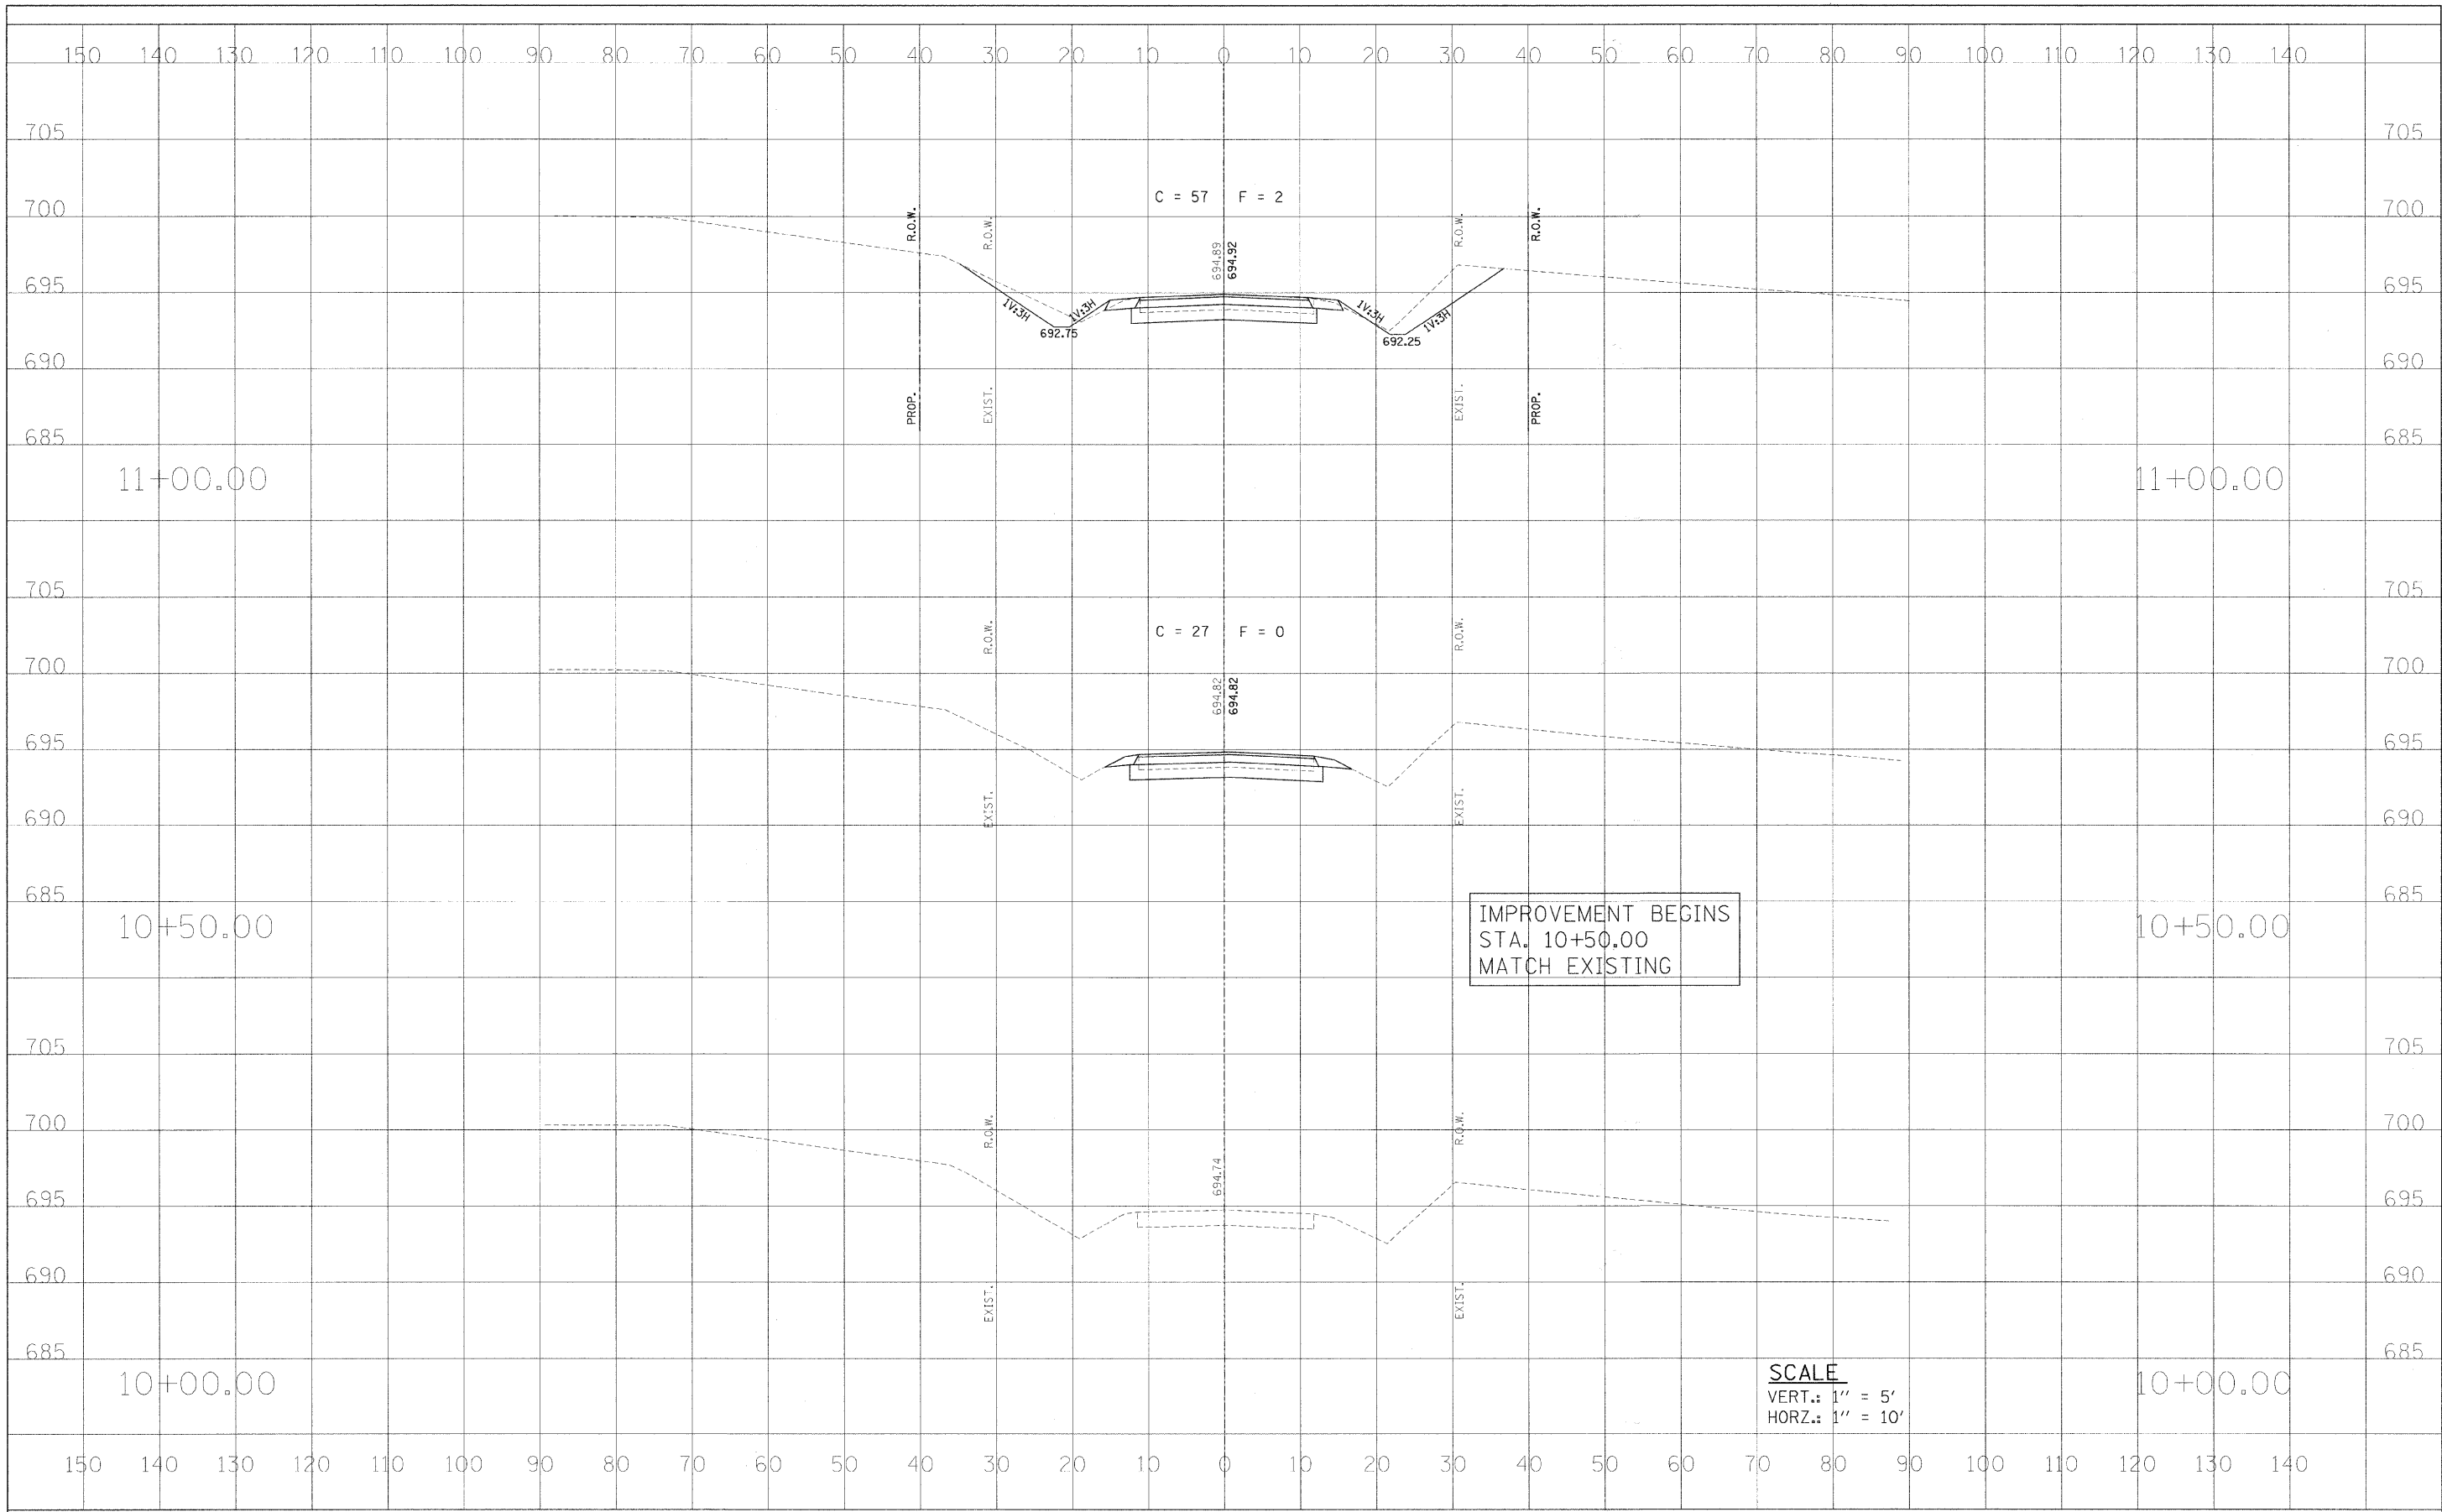 150 140 130 120 110 100 90 80 70 60 50 40 30 20 10 0 10 20 30 40 50 60 70 80 90 100 110 120 130 140
705 705
C = 57 F = 2
700 700
R.O.W. R.O.W. R.O.W. R.O.W.
694.89 694.92
695 695
1V:3H 1V:3H 1V:3H 1V:3H
692.75 692.25
690 690
PROP. EXIST. EXIST. PROP.
685 685
11+00.00 11+00.00
705 705
R.O.W. C = 27 F = 0 R.O.W.
700 700
694.82 694.82
695 695
EXIST. EXIST.
690 690
685 685
10+50.00 10+50.00
IMPROVEMENT BEGINS
STA. 10+50.00
MATCH EXISTING
705 705
700 700
R.O.W. R.O.W.
694.74
695 695
690 690
EXIST. EXIST.
685 685
10+00.00 10+00.00
SCALE
VERT.: 1" = 5'
HORZ.: 1" = 10'
150 140 130 120 110 100 90 80 70 60 50 40 30 20 10 0 10 20 30 40 50 60 70 80 90 100 110 120 130 140